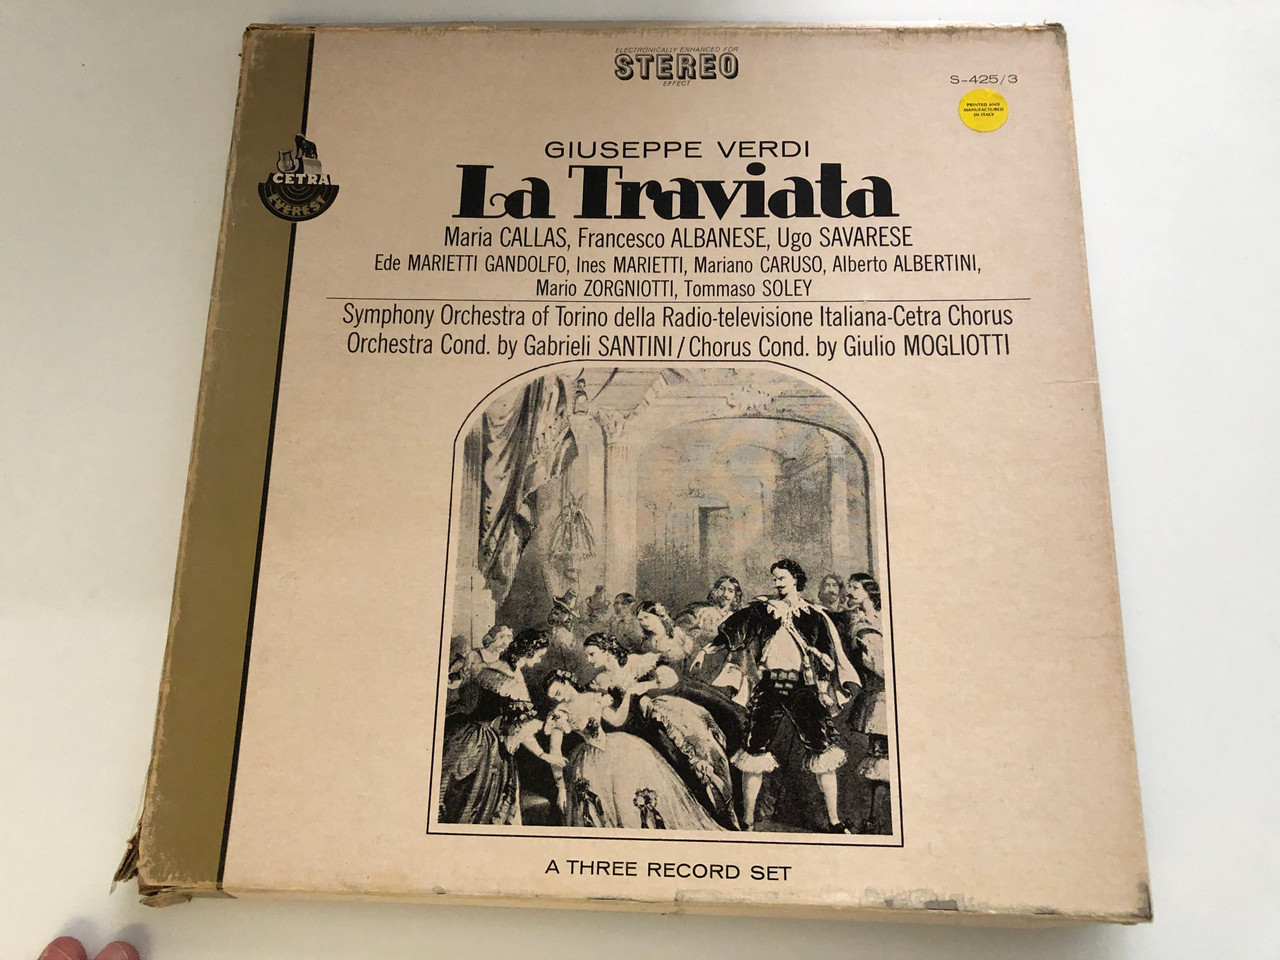 ELECTRONICALLY ENHANCED FOR
STEREO
EFFECT
S-425/3
PRINTED AND
MANUFACTURED
IN ITALY
CETRA
EVEREST
GIUSEPPE VERDI
La Traviata
Maria CALLAS, Francesco ALBANESE, Ugo SAVARESE
Ede MARIETTI GANDOLFO, Ines MARIETTI, Mariano CARUSO, Alberto ALBERTINI,
Mario ZORGNIOTTI, Tommaso SOLEY
Symphony Orchestra of Torino della Radio-televisione Italiana-Cetra Chorus
Orchestra Cond. by Gabrieli SANTINI/Chorus Cond. by Giulio MOGLIOTTI
A THREE RECORD SET